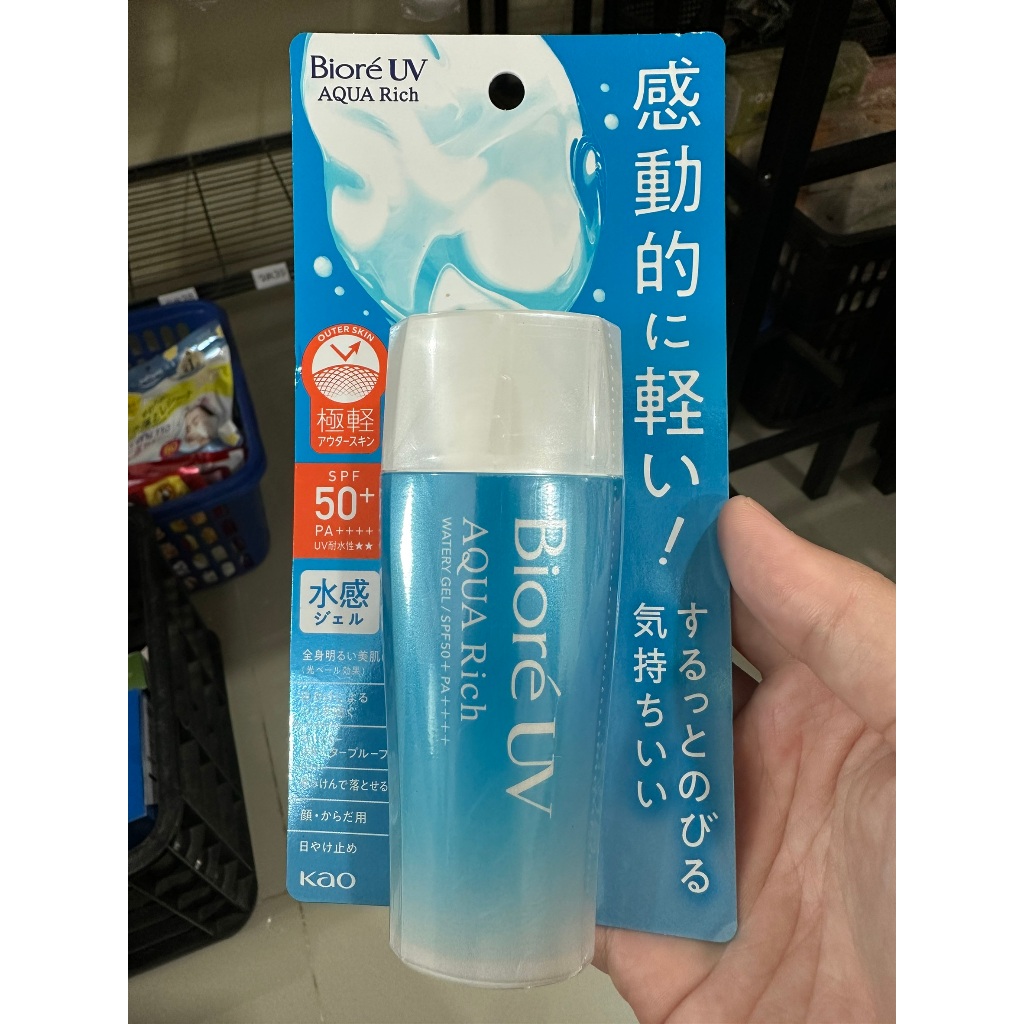 Bioré UV
AQUA Rich
感動的に軽い!
するっとのびる
気持ちいい
OUTER SKIN
極軽
アウタースキン
SPF
50+
PA++++
UV耐水性★★
水感
ジェル
全身明るい美肌
(光ベール効果)
けんで落とせる
顔・からだ用
日やけ止め
Kao
Bioré UV
AQUA Rich
WATERY GEL/SPF50+PA++++